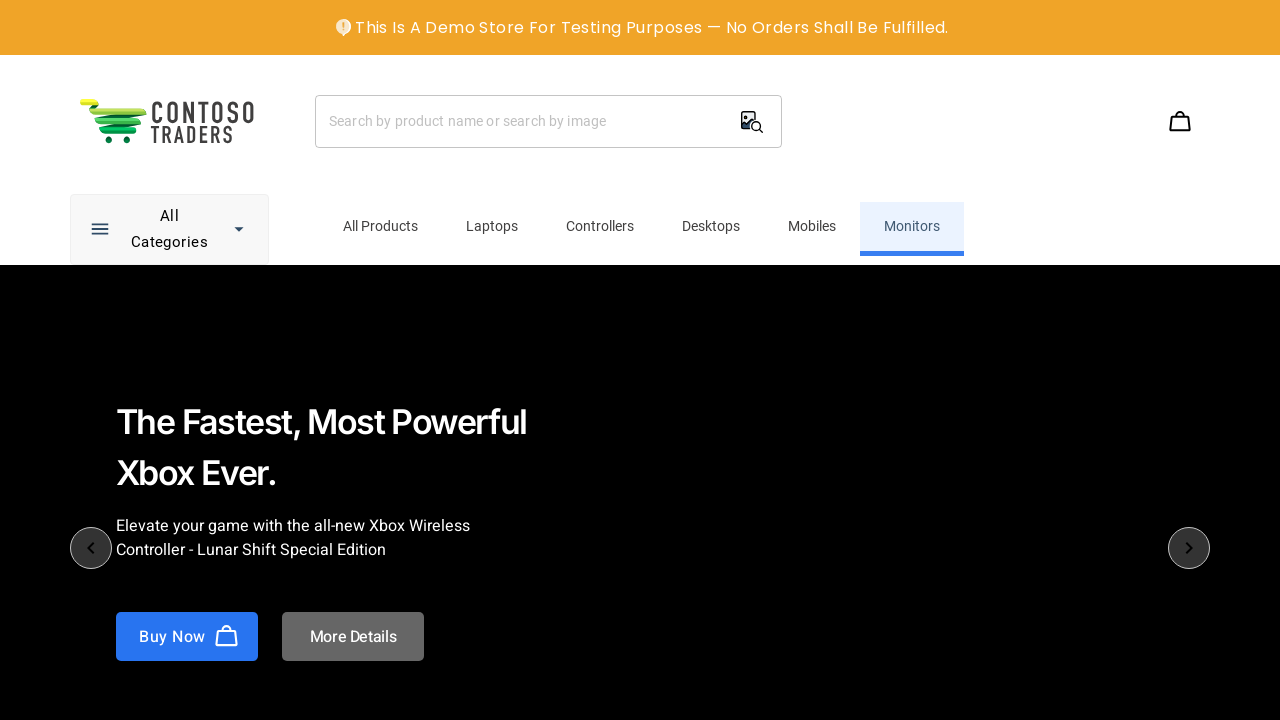 This Is A Demo Store For Testing Purposes — No Orders Shall Be Fulfilled.
CONTOSO
TRADERS
Search by product name or search by image
All
Categories
All Products
Laptops
Controllers
Desktops
Mobiles
Monitors
The Fastest, Most Powerful
Xbox Ever.
Elevate your game with the all-new Xbox Wireless
Controller - Lunar Shift Special Edition
Buy Now
More Details